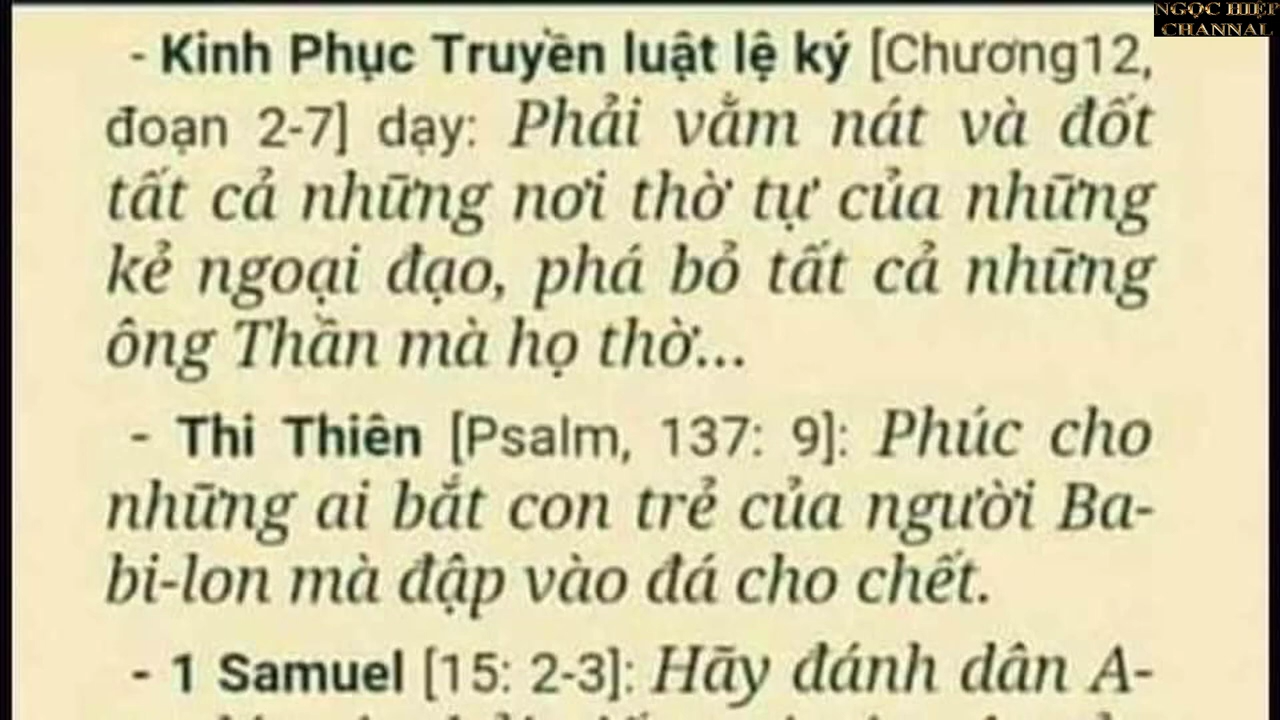 NGỌC HIỆP
CHANNAL
- Kinh Phục Truyền luật lệ ký [Chương12,
đoạn 2-7] dạy: Phải vằm nát và đốt
tất cả những nơi thờ tự của những
kẻ ngoại đạo, phá bỏ tất cả những
ông Thần mà họ thờ...
- Thi Thiên [Psalm, 137: 9]: Phúc cho
những ai bắt con trẻ của người Ba-
bi-lon mà đập vào đá cho chết.
- 1 Samuel [15: 2-3]: Hãy đánh dân A-